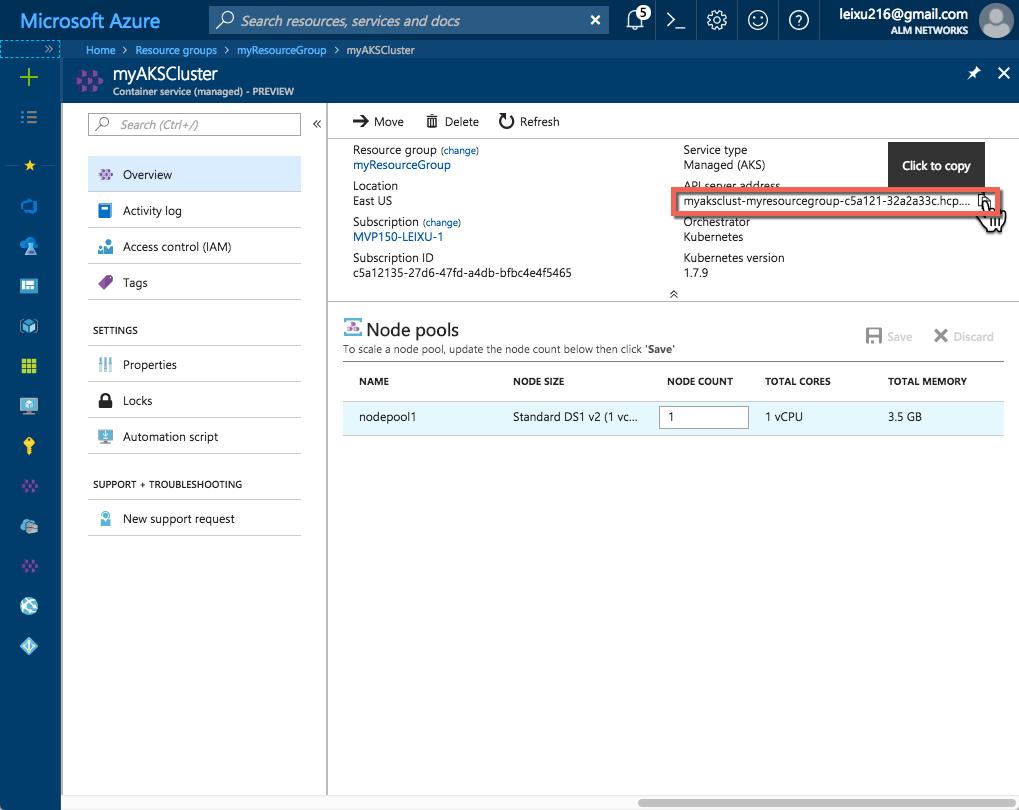 Microsoft Azure
Search resources, services and docs
5
leixu216@gmail.com
ALM NETWORKS
Home > Resource groups > myResourceGroup > myAKSCluster
myAKSCluster
Container service (managed) - PREVIEW
Search (Ctrl+/)
Overview
Activity log
Access control (IAM)
Tags
SETTINGS
Properties
Locks
Automation script
SUPPORT + TROUBLESHOOTING
New support request
Move Delete Refresh
Resource group (change)
myResourceGroup
Location
East US
Subscription (change)
MVP150-LEIXU-1
Subscription ID
c5a12135-27d6-47fd-a4db-bfbc4e4f5465
Service type
Managed (AKS)
Click to copy
API server address
myaksclust-myresourcegroup-c5a121-32a2a33c.hcp....
Orchestrator
Kubernetes
Kubernetes version
1.7.9
Node pools
To scale a node pool, update the node count below then click 'Save'
Save Discard
NAME NODE SIZE NODE COUNT TOTAL CORES TOTAL MEMORY
nodepool1 Standard DS1 v2 (1 vc... 1 1 vCPU 3.5 GB